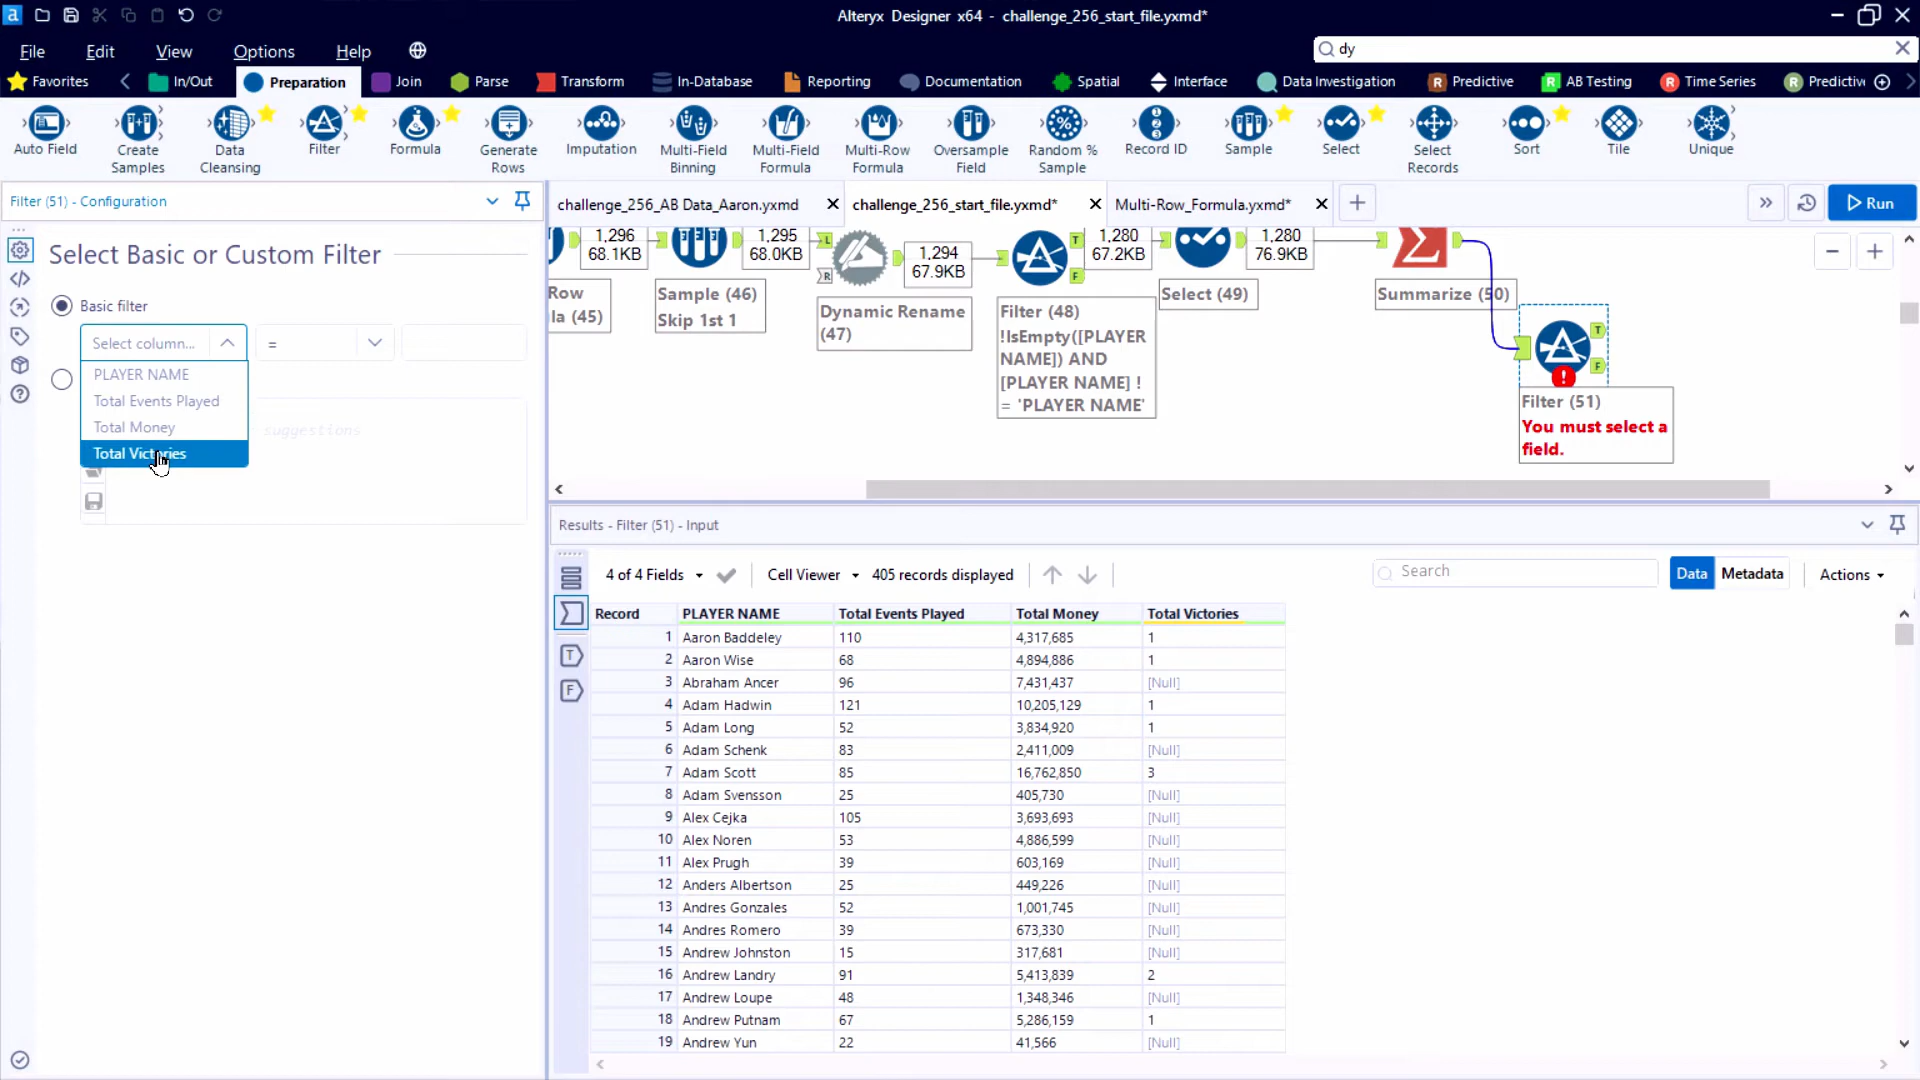 Alteryx Designer x64 - challenge_256_start_file.yxmd*
File Edit View Options Help
dy
Favorites In/Out Preparation Join Parse Transform In-Database Reporting Documentation Spatial Interface Data Investigation Predictive AB Testing Time Series Predictiv
Auto Field
Create Samples
Data Cleansing
Filter
Formula
Generate Rows
Imputation
Multi-Field Binning
Multi-Field Formula
Multi-Row Formula
Oversample Field
Random % Sample
Record ID
Sample
Select
Select Records
Sort
Tile
Unique
Filter (51) - Configuration
challenge_256_AB Data_Aaron.yxmd
challenge_256_start_file.yxmd*
Multi-Row_Formula.yxmd*
Run
Select Basic or Custom Filter
Basic filter
Select column...
=
PLAYER NAME
Total Events Played
Total Money
Total Victories
suggestions
1,296
68.1KB
1,295
68.0KB
L
R
1,294
67.9KB
T
F
1,280
67.2KB
1,280
76.9KB
Row
la (45)
Sample (46)
Skip 1st 1
Dynamic Rename
(47)
Filter (48)
!IsEmpty([PLAYER
NAME]) AND
[PLAYER NAME] !
= 'PLAYER NAME'
Select (49)
Summarize (50)
T
F
Filter (51)
You must select a
field.
Results - Filter (51) - Input
4 of 4 Fields Cell Viewer 405 records displayed Search Data Metadata Actions
T
F
Record PLAYER NAME Total Events Played Total Money Total Victories
1 Aaron Baddeley 110 4,317,685 1
2 Aaron Wise 68 4,894,886 1
3 Abraham Ancer 96 7,431,437 [Null]
4 Adam Hadwin 121 10,205,129 1
5 Adam Long 52 3,834,920 1
6 Adam Schenk 83 2,411,009 [Null]
7 Adam Scott 85 16,762,850 3
8 Adam Svensson 25 405,730 [Null]
9 Alex Cejka 105 3,693,693 [Null]
10 Alex Noren 53 4,886,599 [Null]
11 Alex Prugh 39 603,169 [Null]
12 Anders Albertson 25 449,226 [Null]
13 Andres Gonzales 52 1,001,745 [Null]
14 Andres Romero 39 673,330 [Null]
15 Andrew Johnston 15 317,681 [Null]
16 Andrew Landry 91 5,413,839 2
17 Andrew Loupe 48 1,348,346 [Null]
18 Andrew Putnam 67 5,286,159 1
19 Andrew Yun 22 41,566 [Null]